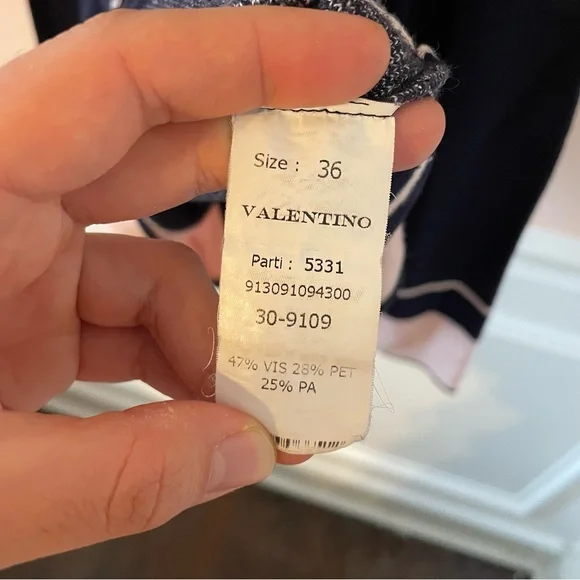 Size : 36
VALENTINO
Parti : 5331
913091094300
30-9109
47% VIS 28% PET
25% PA